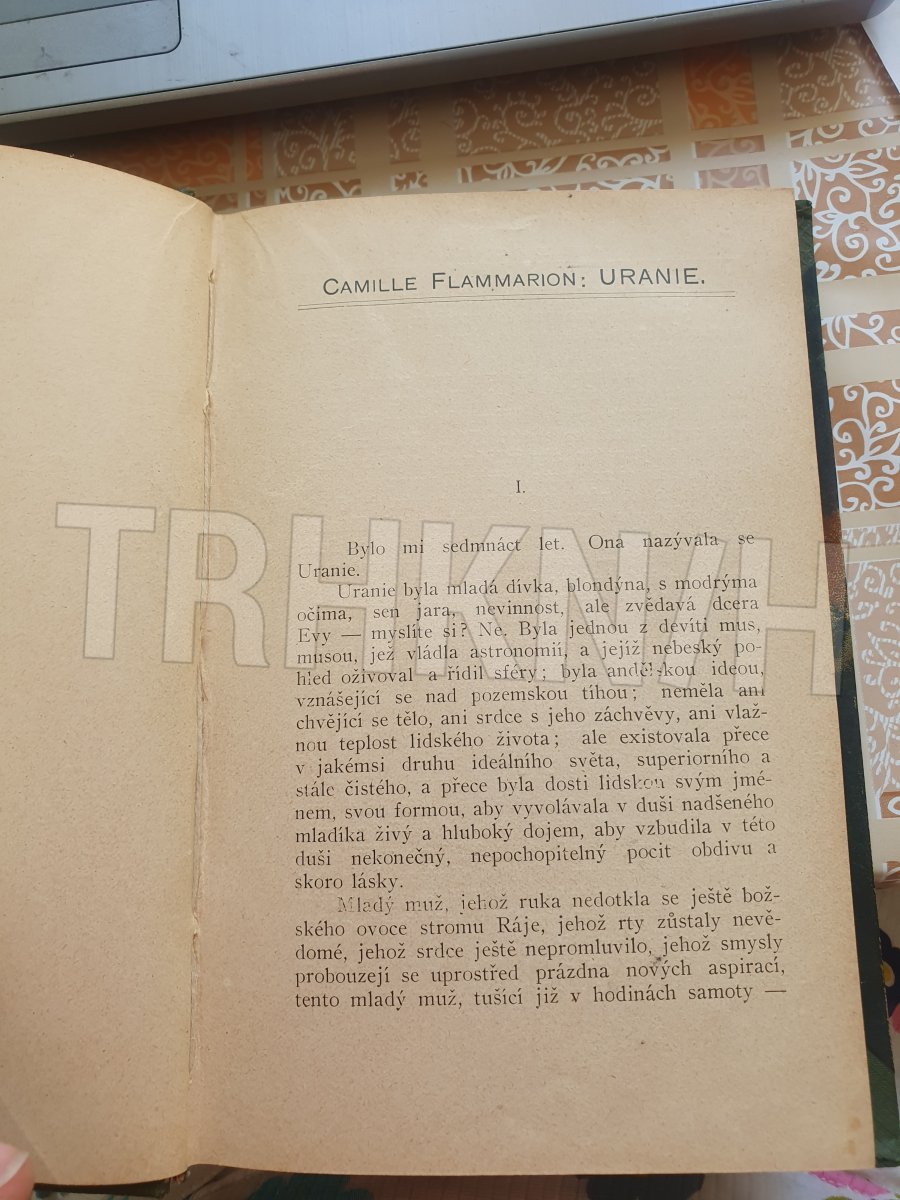 CAMILLE FLAMMARION: URANIE.
I.
Bylo mi sedmnáct let. Ona nazývala se
Uranie.
Uranie byla mladá dívka, blondýna, s modrýma
očima, sen jara, nevinnost, ale zvědavá dcera
Evy — myslíte si? Ne. Byla jednou z devíti mus,
musou, jež vládla astronomií, a jejíž nebeský po-
hled oživoval a řídil sféry; byla andělskou ideou,
vznášející se nad pozemskou tíhou; neměla ani
chvějící se tělo, ani srdce s jeho záchvěvy, ani vlaž-
nou teplost lidského života; ale existovala přece
v jakémsi druhu ideálního světa, superiorního a
stále čistého, a přece byla dosti lidskou svým jmé-
nem, svou formou, aby vyvolávala v duši nadšeného
mladíka živý a hluboký dojem, aby vzbudila v této
duši nekonečný, nepochopitelný pocit obdivu a
skoro lásky.
Mladý muž, jehož ruka nedotkla se ještě bož-
ského ovoce stromu Ráje, jehož rty zůstaly nevě-
domé, jehož srdce ještě nepromluvilo, jehož smysly
probouzejí se uprostřed prázdna nových aspirací,
tento mladý muž, tušící již v hodinách samoty —
TRHKNIH